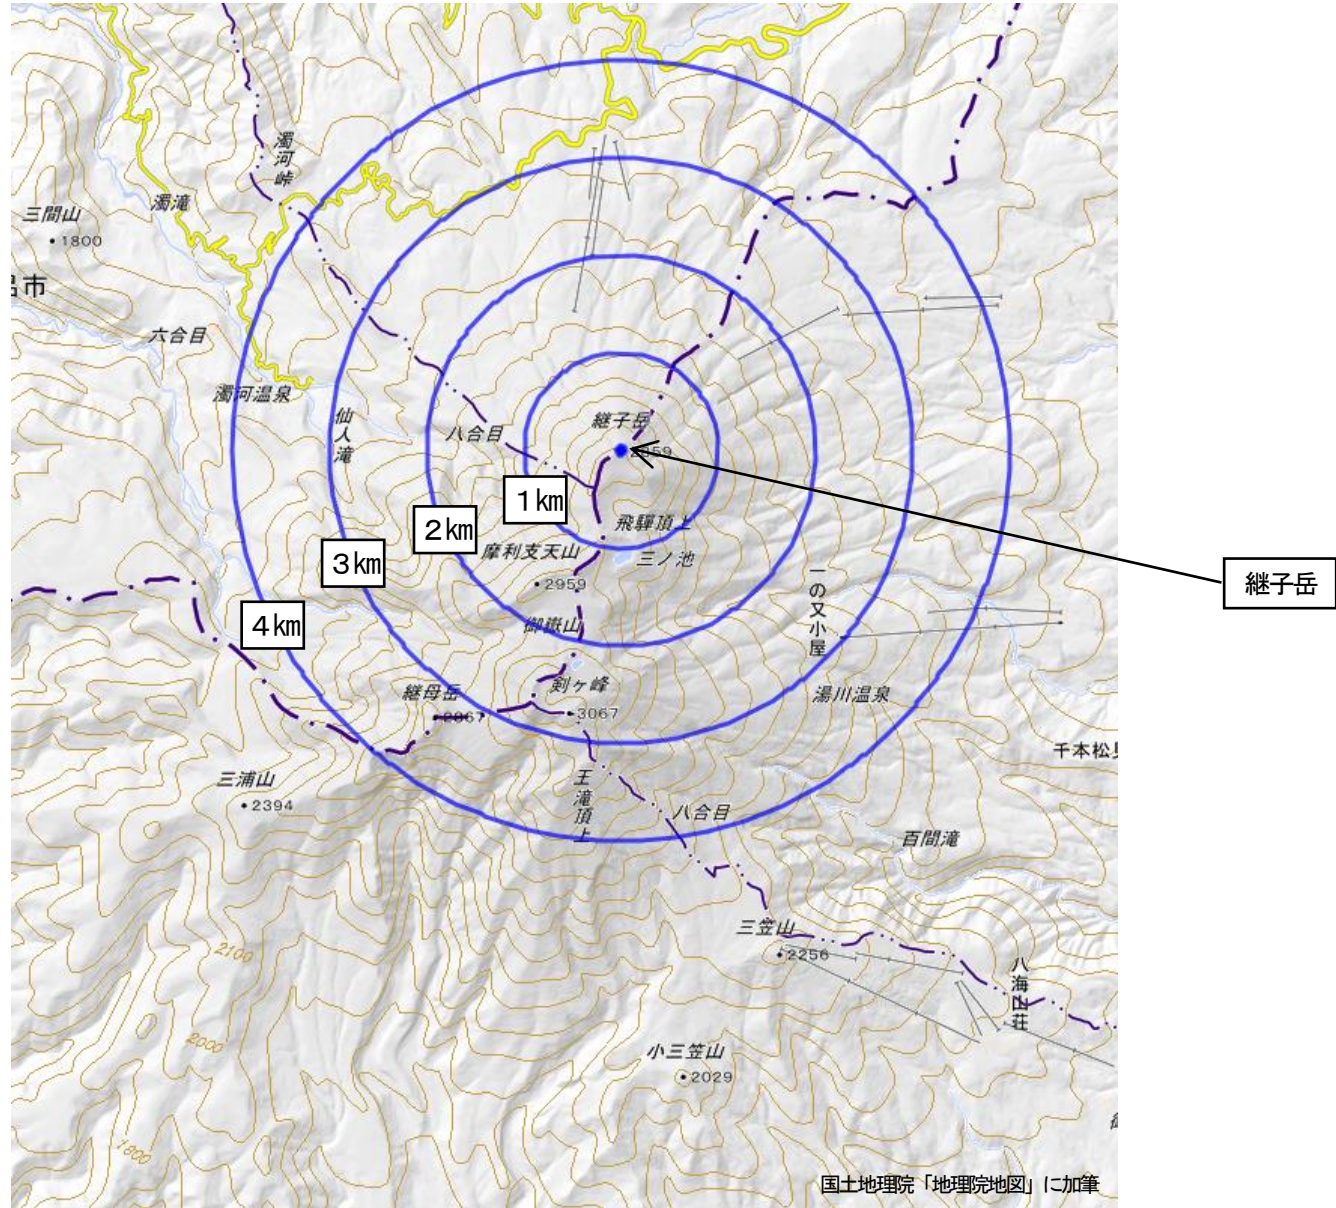 濁河峠
濁滝
三間山
1800
呂市
六合目
濁河温泉
仙人滝
八合目
継子岳
2859
1㎞
2㎞
3㎞
4㎞
飛騨頂上
三ノ池
摩利支天山
2959
御嶽山
一の又小屋
継子岳
継母岳
2867
剣ヶ峰
3067
湯川温泉
千本松
三浦山
2394
王滝頂上
八合目
百間滝
三笠山
2256
2100
八海山荘
2000
小三笠山
2029
1800
国土地理院「地理院地図」に加筆